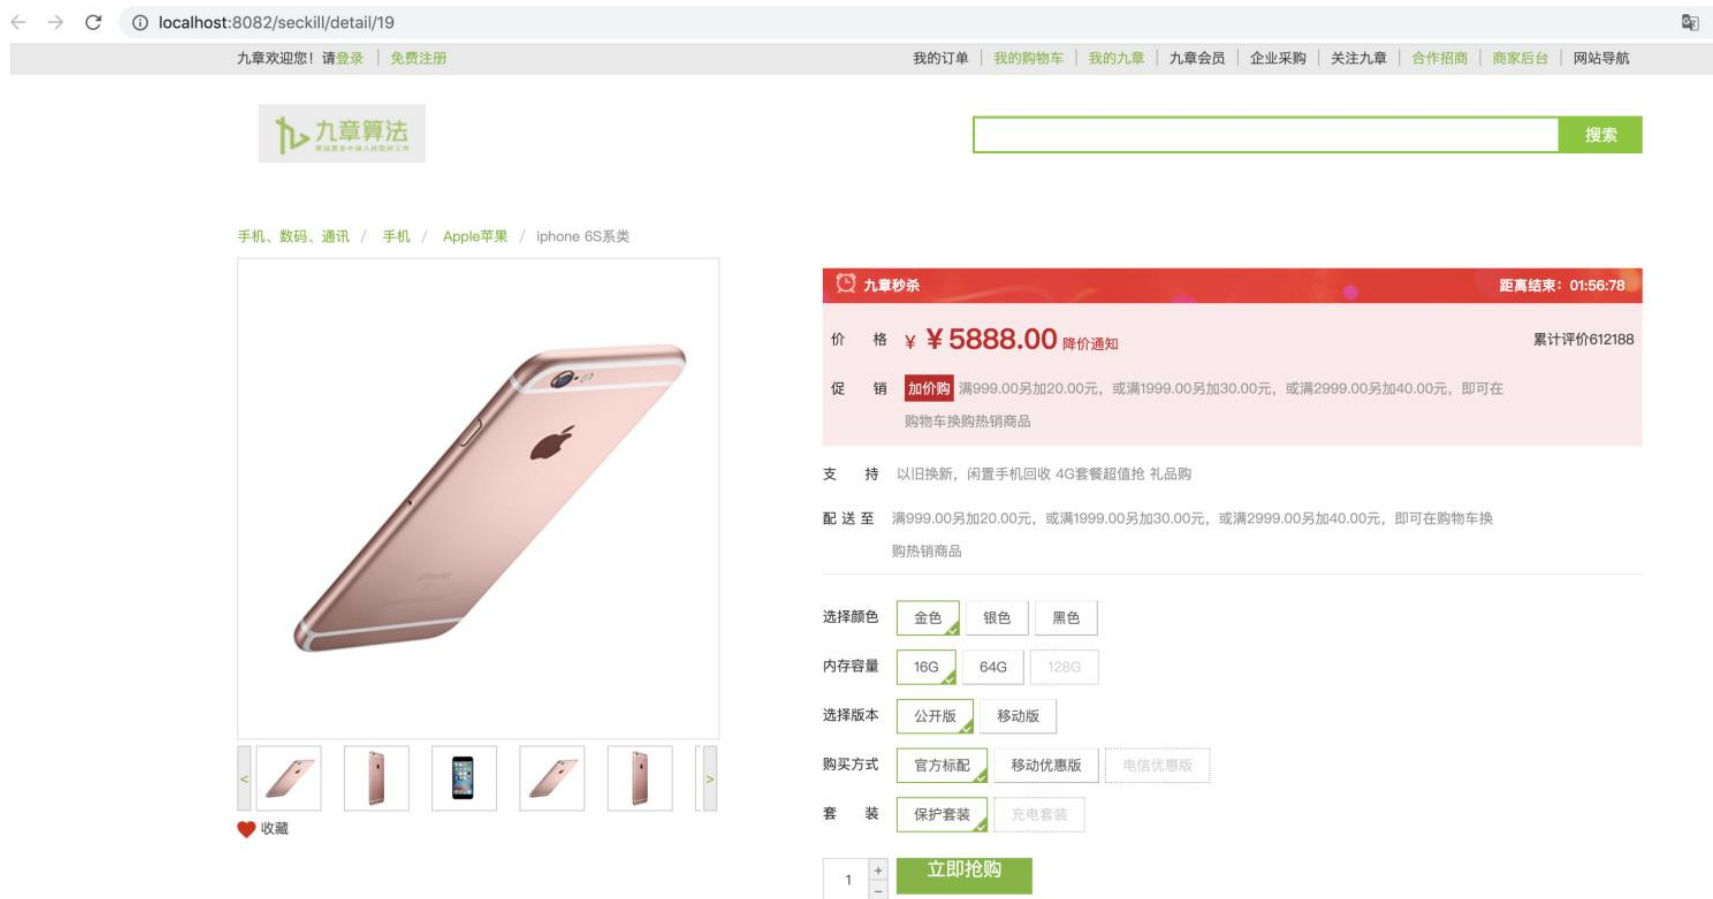 localhost:8082/seckill/detail/19
九章欢迎您！请登录 免费注册 我的订单 我的购物车 我的九章 九章会员 企业采购 关注九章 合作招商 商家后台 网站导航
九章算法
搜索
手机、数码、通讯 / 手机 / Apple苹果 / iphone 6S系类
九章秒杀 距离结束：01:56:78
价 格 ¥ ¥5888.00 降价通知 累计评价612188
促 销 加价购 满999.00另加20.00元，或满1999.00另加30.00元，或满2999.00另加40.00元，即可在
购物车换购热销商品
支 持 以旧换新，闲置手机回收 4G套餐超值抢 礼品购
配 送 至 满999.00另加20.00元，或满1999.00另加30.00元，或满2999.00另加40.00元，即可在购物车换
购热销商品
选择颜色 金色 银色 黑色
内存容量 16G 64G 128G
选择版本 公开版 移动版
购买方式 官方标配 移动优惠版 电信优惠版
套 装 保护套装 充电套装
< >
收藏
1 + − 立即抢购